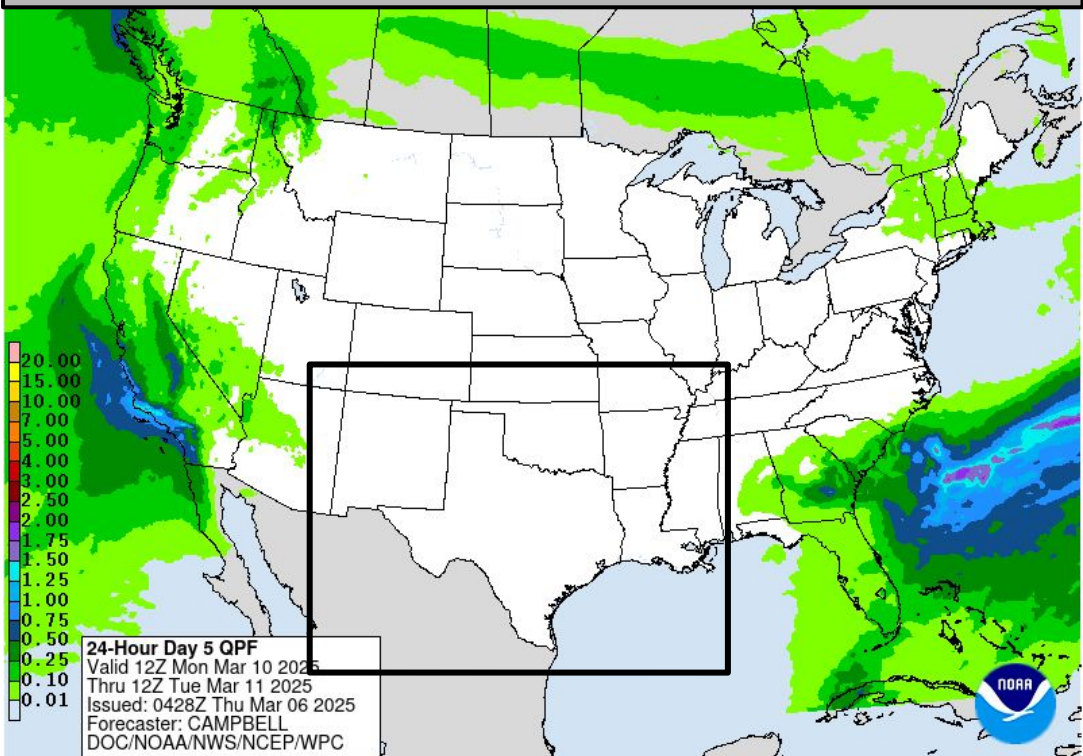 20.00
15.00
10.00
7.00
5.00
4.00
3.00
2.50
2.00
1.75
1.50
1.25
1.00
0.75
0.50
0.25
0.10
0.01
24-Hour Day 5 QPF
Valid 12Z Mon Mar 10 2025
Thru 12Z Tue Mar 11 2025
Issued: 0428Z Thu Mar 06 2025
Forecaster: CAMPBELL
DOC/NOAA/NWS/NCEP/WPC
NOAA